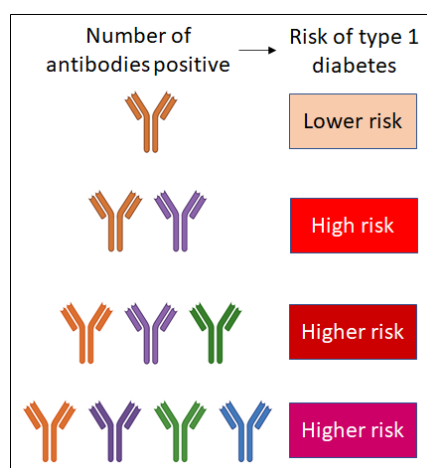 Number of
antibodies positive
Risk of type 1
diabetes
Lower risk
High risk
Higher risk
Higher risk